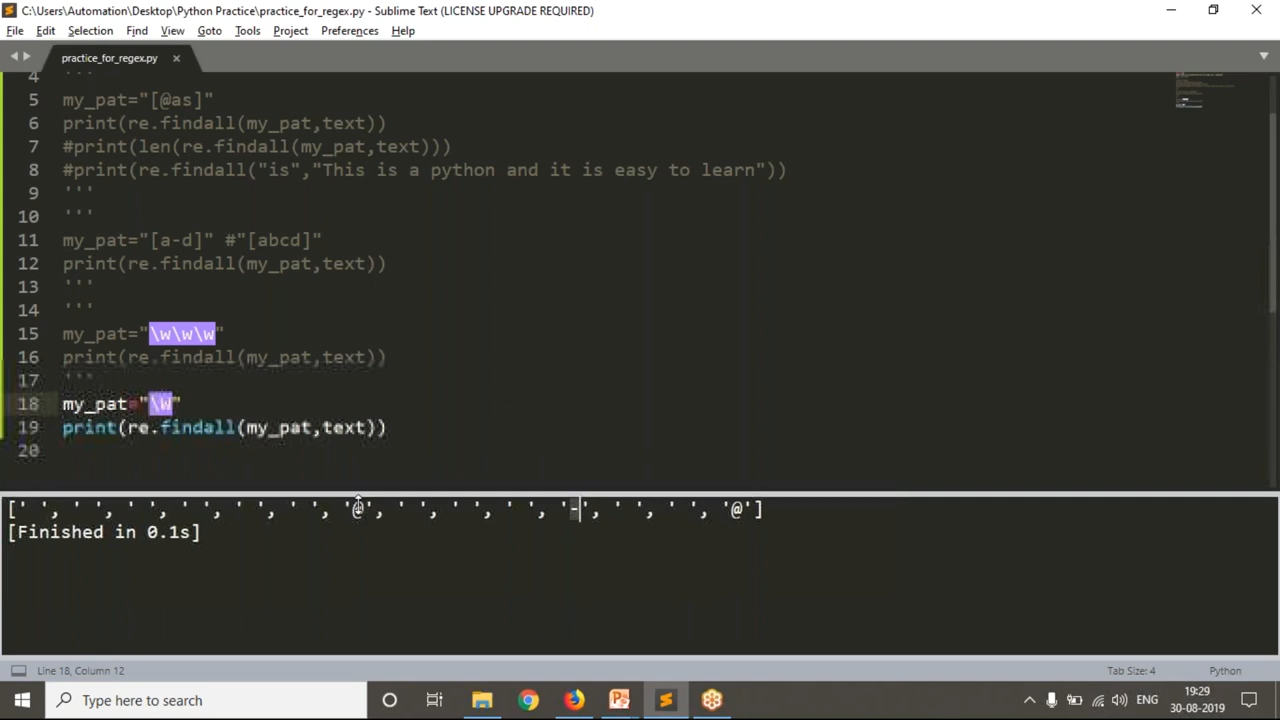 C:\Users\Automation\Desktop\Python Practice\practice_for_regex.py - Sublime Text (LICENSE UPGRADE REQUIRED)
File Edit Selection Find View Goto Tools Project Preferences Help
practice_for_regex.py ×
4 '''
5 my_pat="[@as]"
6 print(re.findall(my_pat,text))
7 #print(len(re.findall(my_pat,text)))
8 #print(re.findall("is","This is a python and it is easy to learn"))
9 '''
10 '''
11 my_pat="[a-d]" #"[abcd]"
12 print(re.findall(my_pat,text))
13 '''
14 '''
15 my_pat="\w\w\w"
16 print(re.findall(my_pat,text))
17 '''
18 my_pat="\W"
19 print(re.findall(my_pat,text))
20
[' ', ' ', ' ', ' ', ' ', ' ', '@', ' ', ' ', ' ', '-', ' ', ' ', '@']
[Finished in 0.1s]
Line 18, Column 12 Tab Size: 4 Python
Type here to search ENG 19:29
30-08-2019